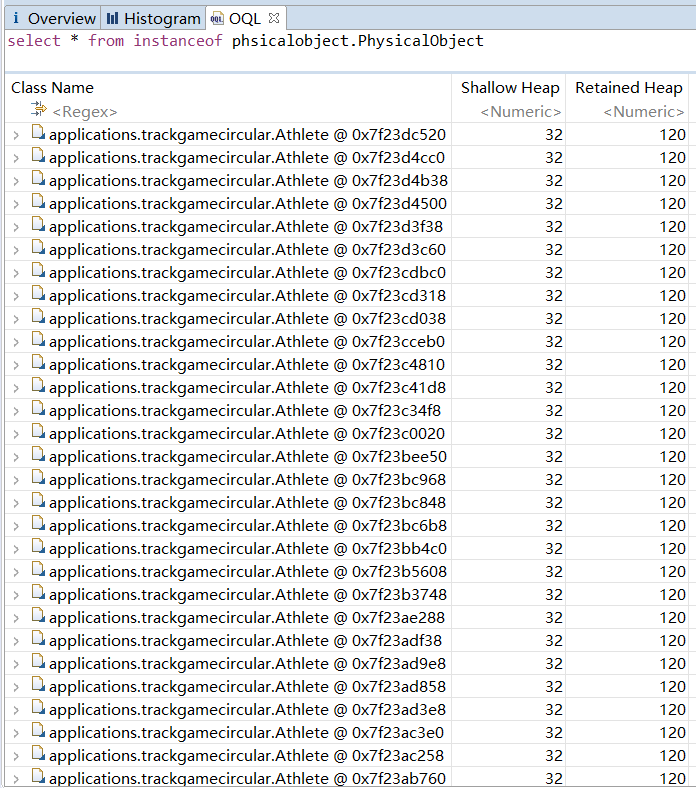 Overview Histogram OQL
select * from instanceof phsicalobject.PhysicalObject
Class Name Shallow Heap Retained Heap
<Regex> <Numeric> <Numeric>
applications.trackgamecircular.Athlete @ 0x7f23dc520 32 120
applications.trackgamecircular.Athlete @ 0x7f23d4cc0 32 120
applications.trackgamecircular.Athlete @ 0x7f23d4b38 32 120
applications.trackgamecircular.Athlete @ 0x7f23d4500 32 120
applications.trackgamecircular.Athlete @ 0x7f23d3f38 32 120
applications.trackgamecircular.Athlete @ 0x7f23d3c60 32 120
applications.trackgamecircular.Athlete @ 0x7f23cdbc0 32 120
applications.trackgamecircular.Athlete @ 0x7f23cd318 32 120
applications.trackgamecircular.Athlete @ 0x7f23cd038 32 120
applications.trackgamecircular.Athlete @ 0x7f23cceb0 32 120
applications.trackgamecircular.Athlete @ 0x7f23c4810 32 120
applications.trackgamecircular.Athlete @ 0x7f23c41d8 32 120
applications.trackgamecircular.Athlete @ 0x7f23c34f8 32 120
applications.trackgamecircular.Athlete @ 0x7f23c0020 32 120
applications.trackgamecircular.Athlete @ 0x7f23bee50 32 120
applications.trackgamecircular.Athlete @ 0x7f23bc968 32 120
applications.trackgamecircular.Athlete @ 0x7f23bc848 32 120
applications.trackgamecircular.Athlete @ 0x7f23bc6b8 32 120
applications.trackgamecircular.Athlete @ 0x7f23bb4c0 32 120
applications.trackgamecircular.Athlete @ 0x7f23b5608 32 120
applications.trackgamecircular.Athlete @ 0x7f23b3748 32 120
applications.trackgamecircular.Athlete @ 0x7f23ae288 32 120
applications.trackgamecircular.Athlete @ 0x7f23adf38 32 120
applications.trackgamecircular.Athlete @ 0x7f23ad9e8 32 120
applications.trackgamecircular.Athlete @ 0x7f23ad858 32 120
applications.trackgamecircular.Athlete @ 0x7f23ad3e8 32 120
applications.trackgamecircular.Athlete @ 0x7f23ac3e0 32 120
applications.trackgamecircular.Athlete @ 0x7f23ac258 32 120
applications.trackgamecircular.Athlete @ 0x7f23ab760 32 120